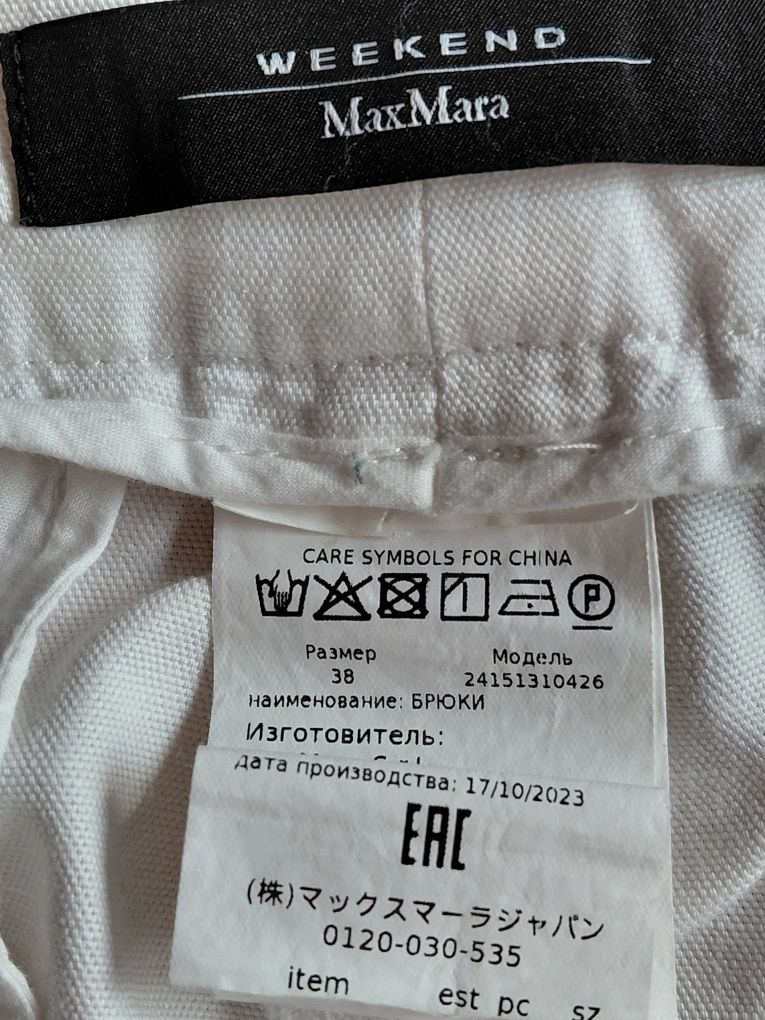 WEEKEND
MaxMara
CARE SYMBOLS FOR CHINA
P
Размер
38
Модель
24151310426
наименование: БРЮКИ
Изготовитель:
дата производства: 17/10/2023
EAC
(株)マックスマーラジャパン
0120-030-535
item est pc sz